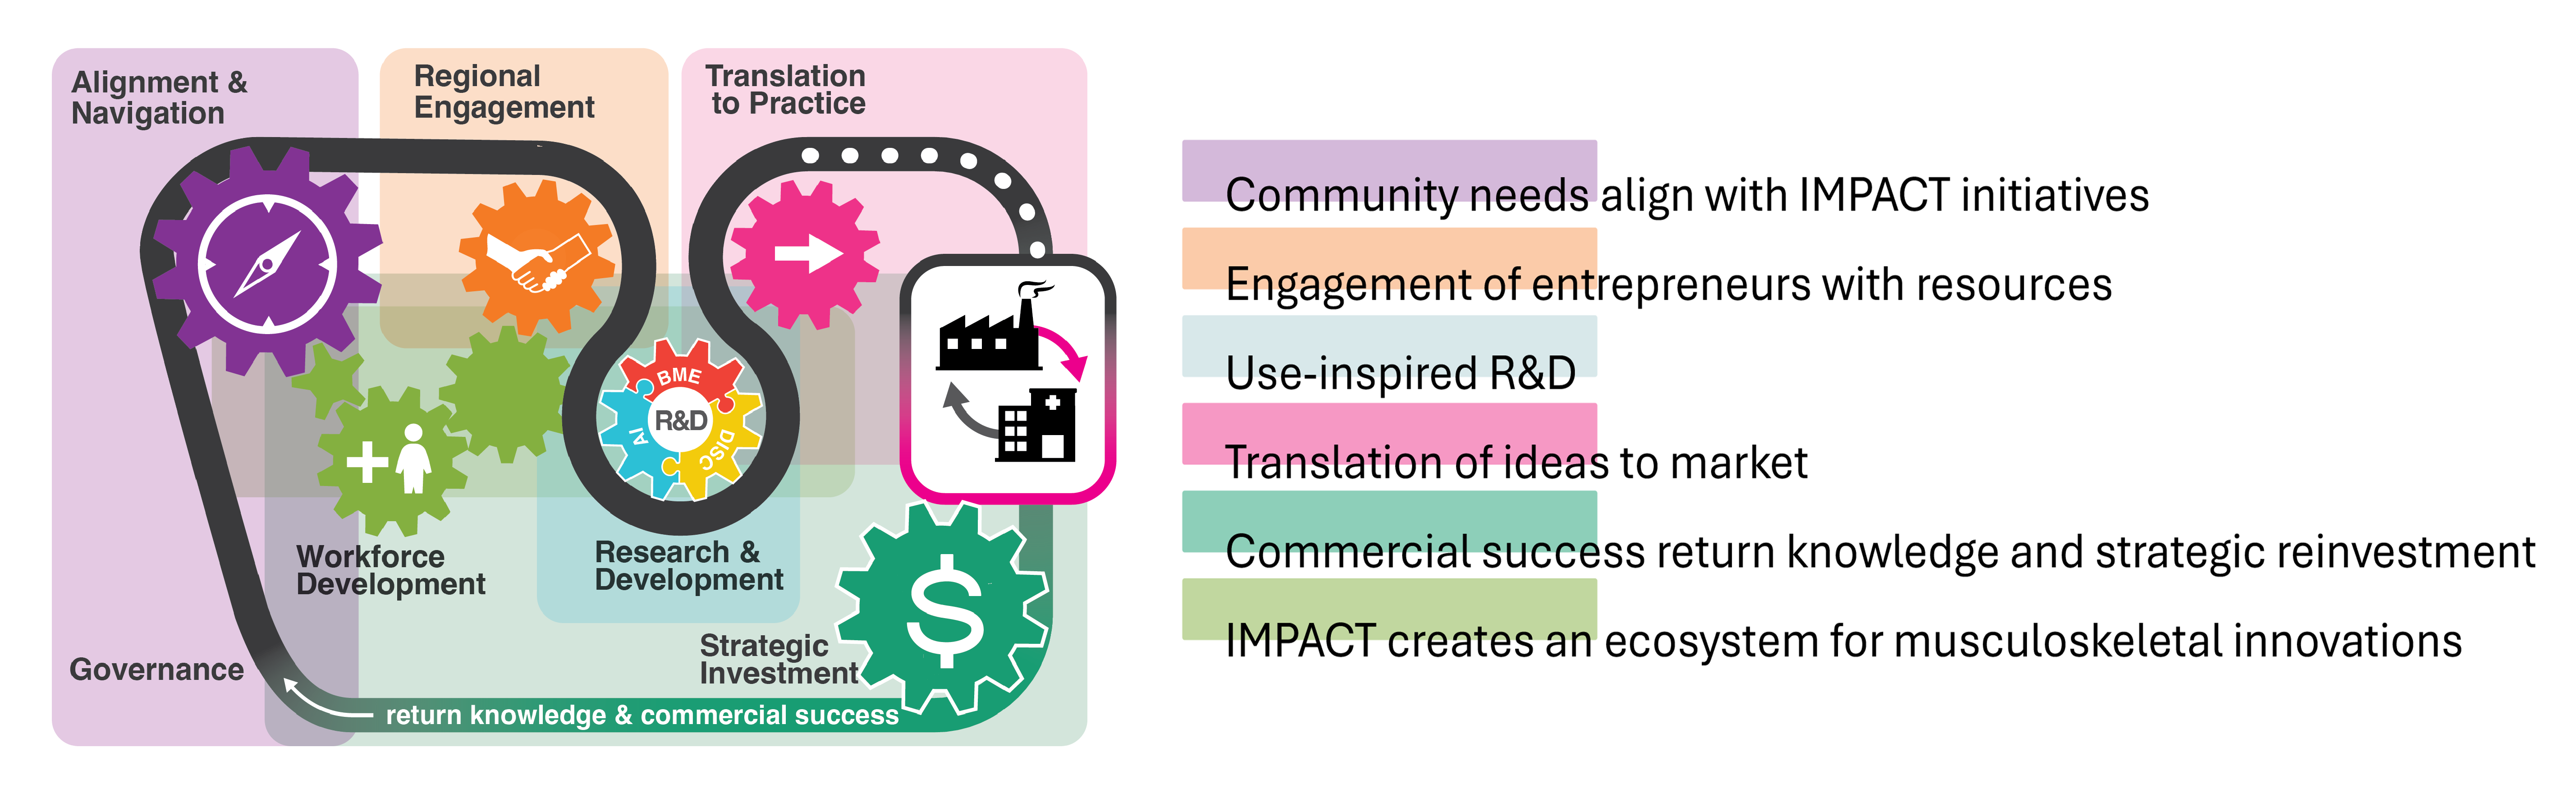 Alignment &
Navigation
Regional
Engagement
Translation
to Practice
BME
AI
R&D
DISC
Workforce
Development
Research &
Development
Strategic
Investment
Governance
return knowledge & commercial success
$
Community needs align with IMPACT initiatives
Engagement of entrepreneurs with resources
Use-inspired R&D
Translation of ideas to market
Commercial success return knowledge and strategic reinvestment
IMPACT creates an ecosystem for musculoskeletal innovations